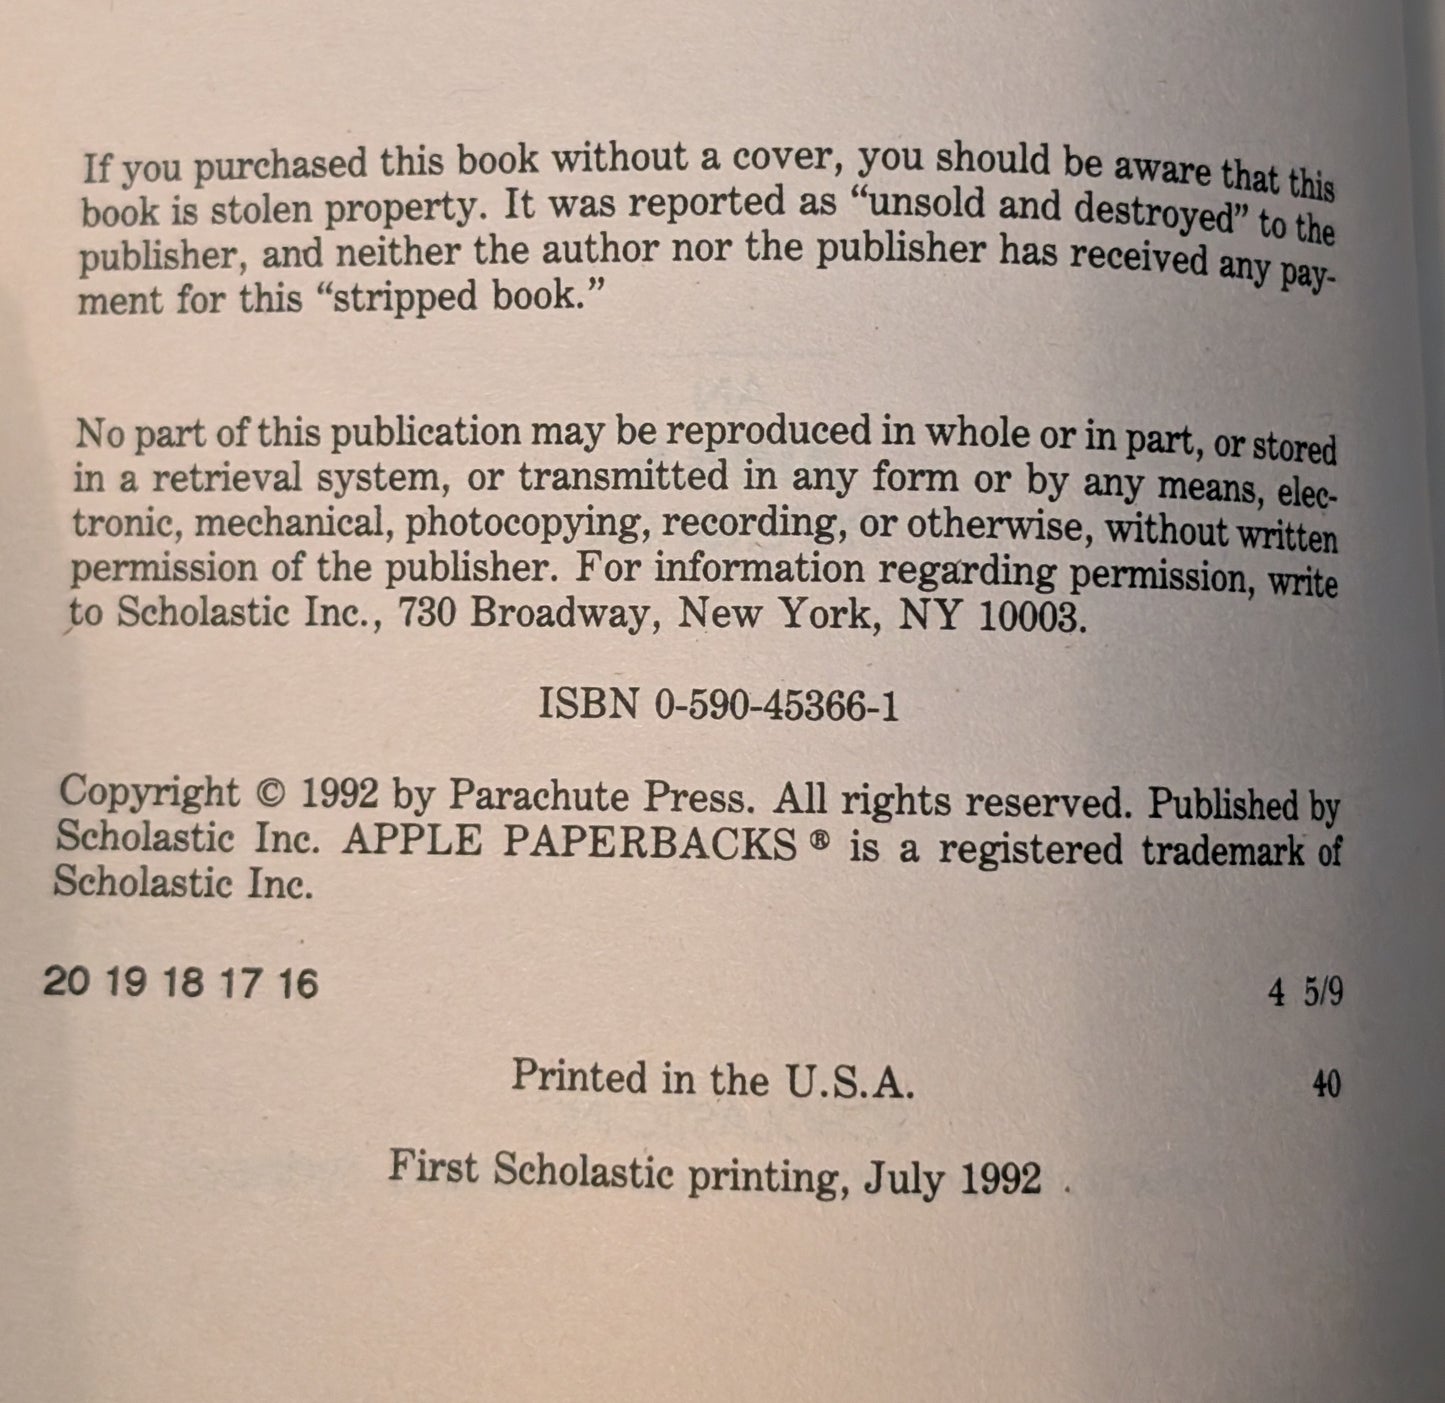 If you purchased this book without a cover, you should be aware that this
book is stolen property. It was reported as “unsold and destroyed” to the
publisher, and neither the author nor the publisher has received any pay-
ment for this “stripped book.”
No part of this publication may be reproduced in whole or in part, or stored
in a retrieval system, or transmitted in any form or by any means, elec-
tronic, mechanical, photocopying, recording, or otherwise, without written
permission of the publisher. For information regarding permission, write
to Scholastic Inc., 730 Broadway, New York, NY 10003.
ISBN 0-590-45366-1
Copyright © 1992 by Parachute Press. All rights reserved. Published by
Scholastic Inc. APPLE PAPERBACKS ® is a registered trademark of
Scholastic Inc.
20 19 18 17 16 4 5/9
Printed in the U.S.A. 40
First Scholastic printing, July 1992